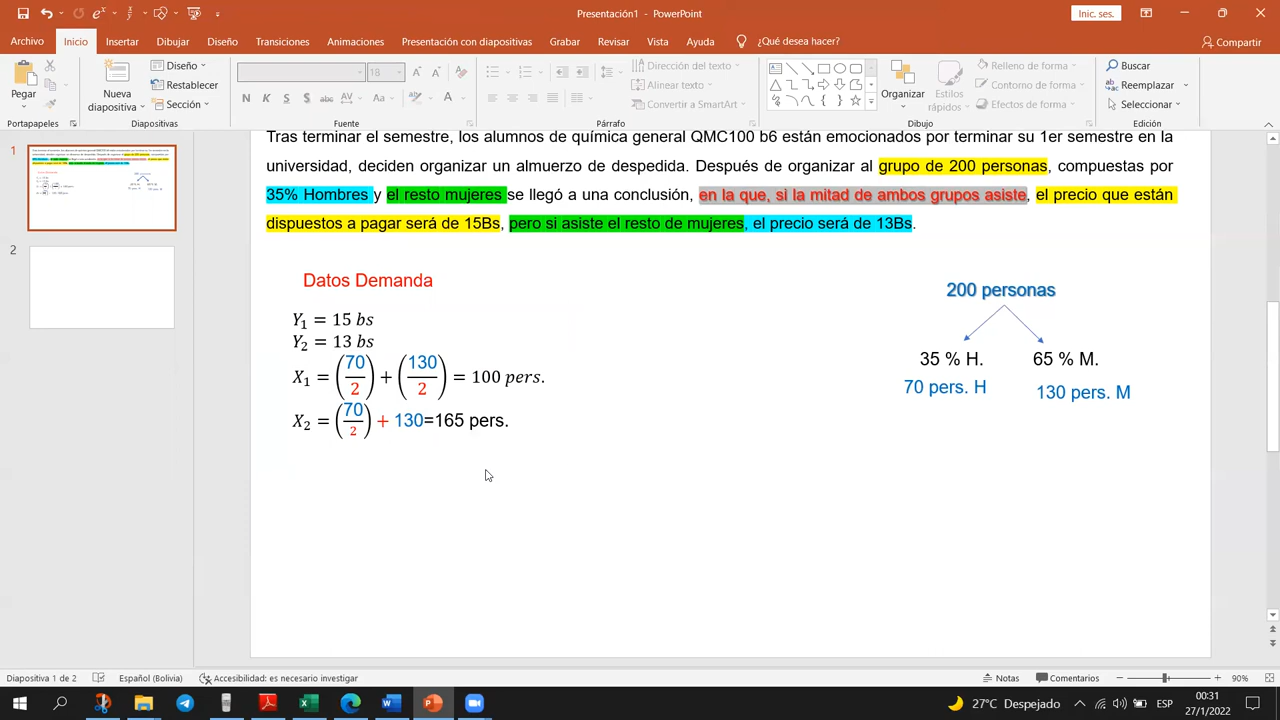 Presentación1 - PowerPoint
Inic. ses.
Archivo Inicio Insertar Dibujar Diseño Transiciones Animaciones Presentación con diapositivas Grabar Revisar Vista Ayuda ¿Qué desea hacer? Compartir
Pegar
Nueva diapositiva
Diseño
Restablecer
Sección
18
N K S S abc AV Aa
Dirección del texto
Alinear texto
Convertir a SmartArt
Organizar
Estilos rápidos
Relleno de forma
Contorno de forma
Efectos de forma
Buscar
Reemplazar
Seleccionar
Portapapeles Diapositivas Fuente Párrafo Dibujo Edición
1
2
Tras terminar el semestre, los alumnos de química general QMC100 b6 están emocionados por terminar su 1er semestre en la
universidad, deciden organizar un almuerzo de despedida. Después de organizar al grupo de 200 personas, compuestas por
35% Hombres y el resto mujeres se llegó a una conclusión, en la que, si la mitad de ambos grupos asiste, el precio que están
dispuestos a pagar será de 15Bs, pero si asiste el resto de mujeres, el precio será de 13Bs.
Datos Demanda
Y₁ = 15 bs
Y₂ = 13 bs
X₁ = (70/2) + (130/2) = 100 pers.
X₂ = (70/2) + 130=165 pers.
200 personas
35 % H. 65 % M.
70 pers. H 130 pers. M
Diapositiva 1 de 2 Español (Bolivia) Accesibilidad: es necesario investigar Notas Comentarios 90%
27°C Despejado ESP 00:31
27/1/2022